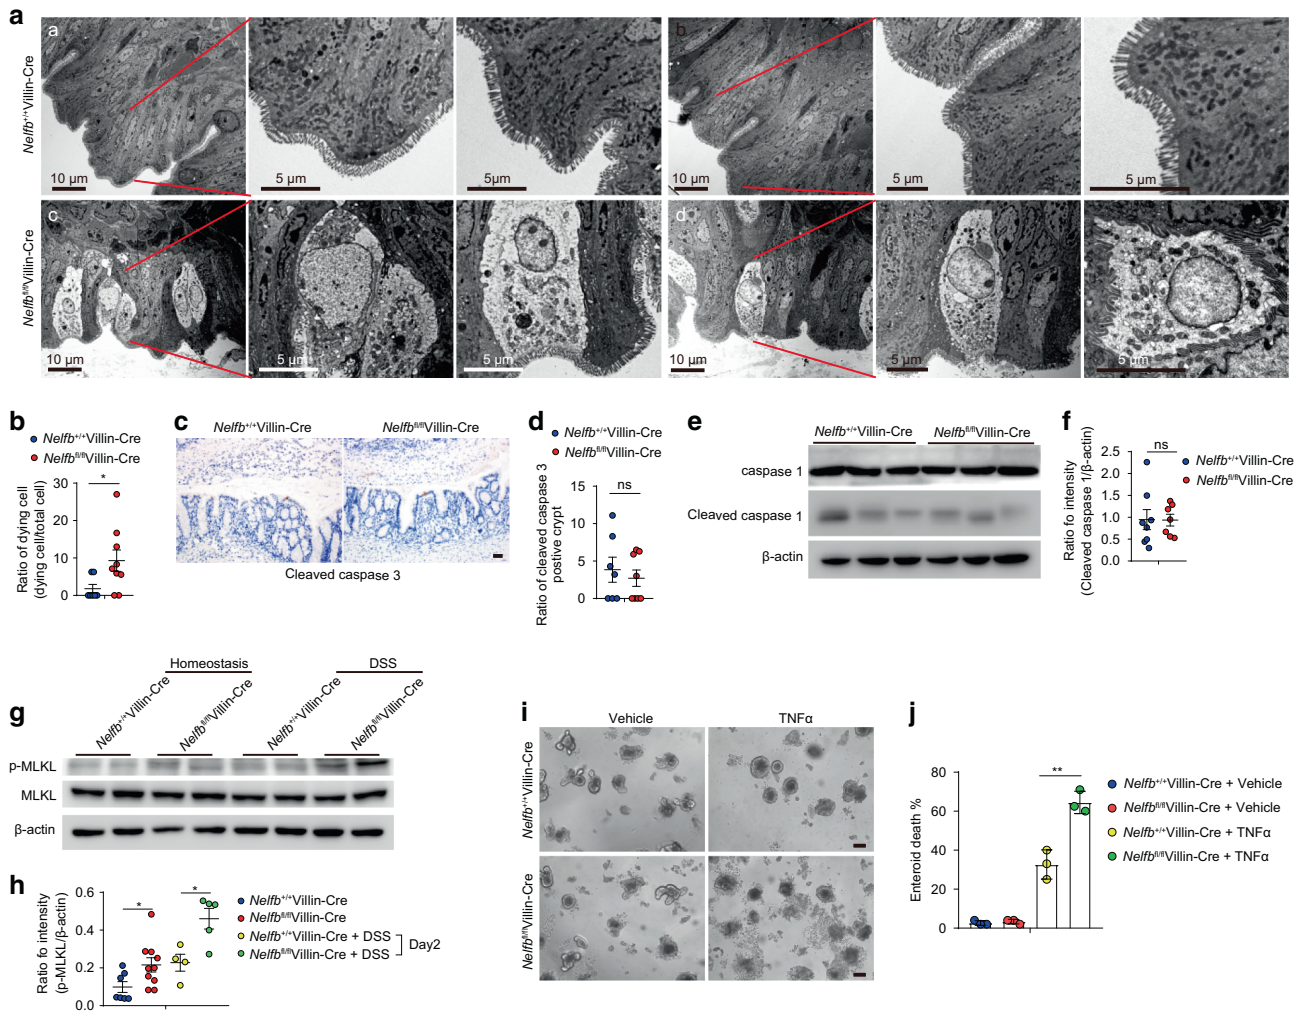 a
Nelfb+/+Villin-Cre
a
b
10 µm
5 µm
5µm
10 µm
5 µm
5 µm
Nelfbfl/flVillin-Cre
c
d
10 µm
5 µm
5 µm
10 µm
5 µm
5 µm
b
Nelfb+/+Villin-Cre
Nelfbfl/flVillin-Cre
*
Ratio of dying cell
(dying cell/total cell)
30
20
10
0
c
Nelfb+/+Villin-Cre
Nelfbfl/flVillin-Cre
Cleaved caspase 3
d
Nelfb+/+Villin-Cre
Nelfbfl/flVillin-Cre
ns
Ratio of cleaved caspase 3
postive crypt
15
10
5
0
e
Nelfb+/+Villin-Cre
Nelfbfl/flVillin-Cre
caspase 1
Cleaved caspase 1
β-actin
f
ns
Nelfb+/+Villin-Cre
Nelfbfl/flVillin-Cre
Ratio fo intensity
(Cleaved caspase 1/β-actin)
2.5
2.0
1.5
1.0
0.5
0.0
g
Homeostasis
DSS
Nelfb+/+Villin-Cre
Nelfbfl/flVillin-Cre
Nelfb+/+Villin-Cre
Nelfbfl/flVillin-Cre
p-MLKL
MLKL
β-actin
h
Ratio fo intensity
(p-MLKL/β-actin)
0.6
0.4
0.2
0.0
*
*
Nelfb+/+Villin-Cre
Nelfbfl/flVillin-Cre
Nelfb+/+Villin-Cre + DSS
Nelfbfl/flVillin-Cre + DSS
Day2
i
Vehicle
TNFα
Nelfb+/+Villin-Cre
Nelfbfl/flVillin-Cre
j
Enteroid death %
80
60
40
20
0
**
Nelfb+/+Villin-Cre + Vehicle
Nelfbfl/flVillin-Cre + Vehicle
Nelfb+/+Villin-Cre + TNFα
Nelfbfl/flVillin-Cre + TNFα